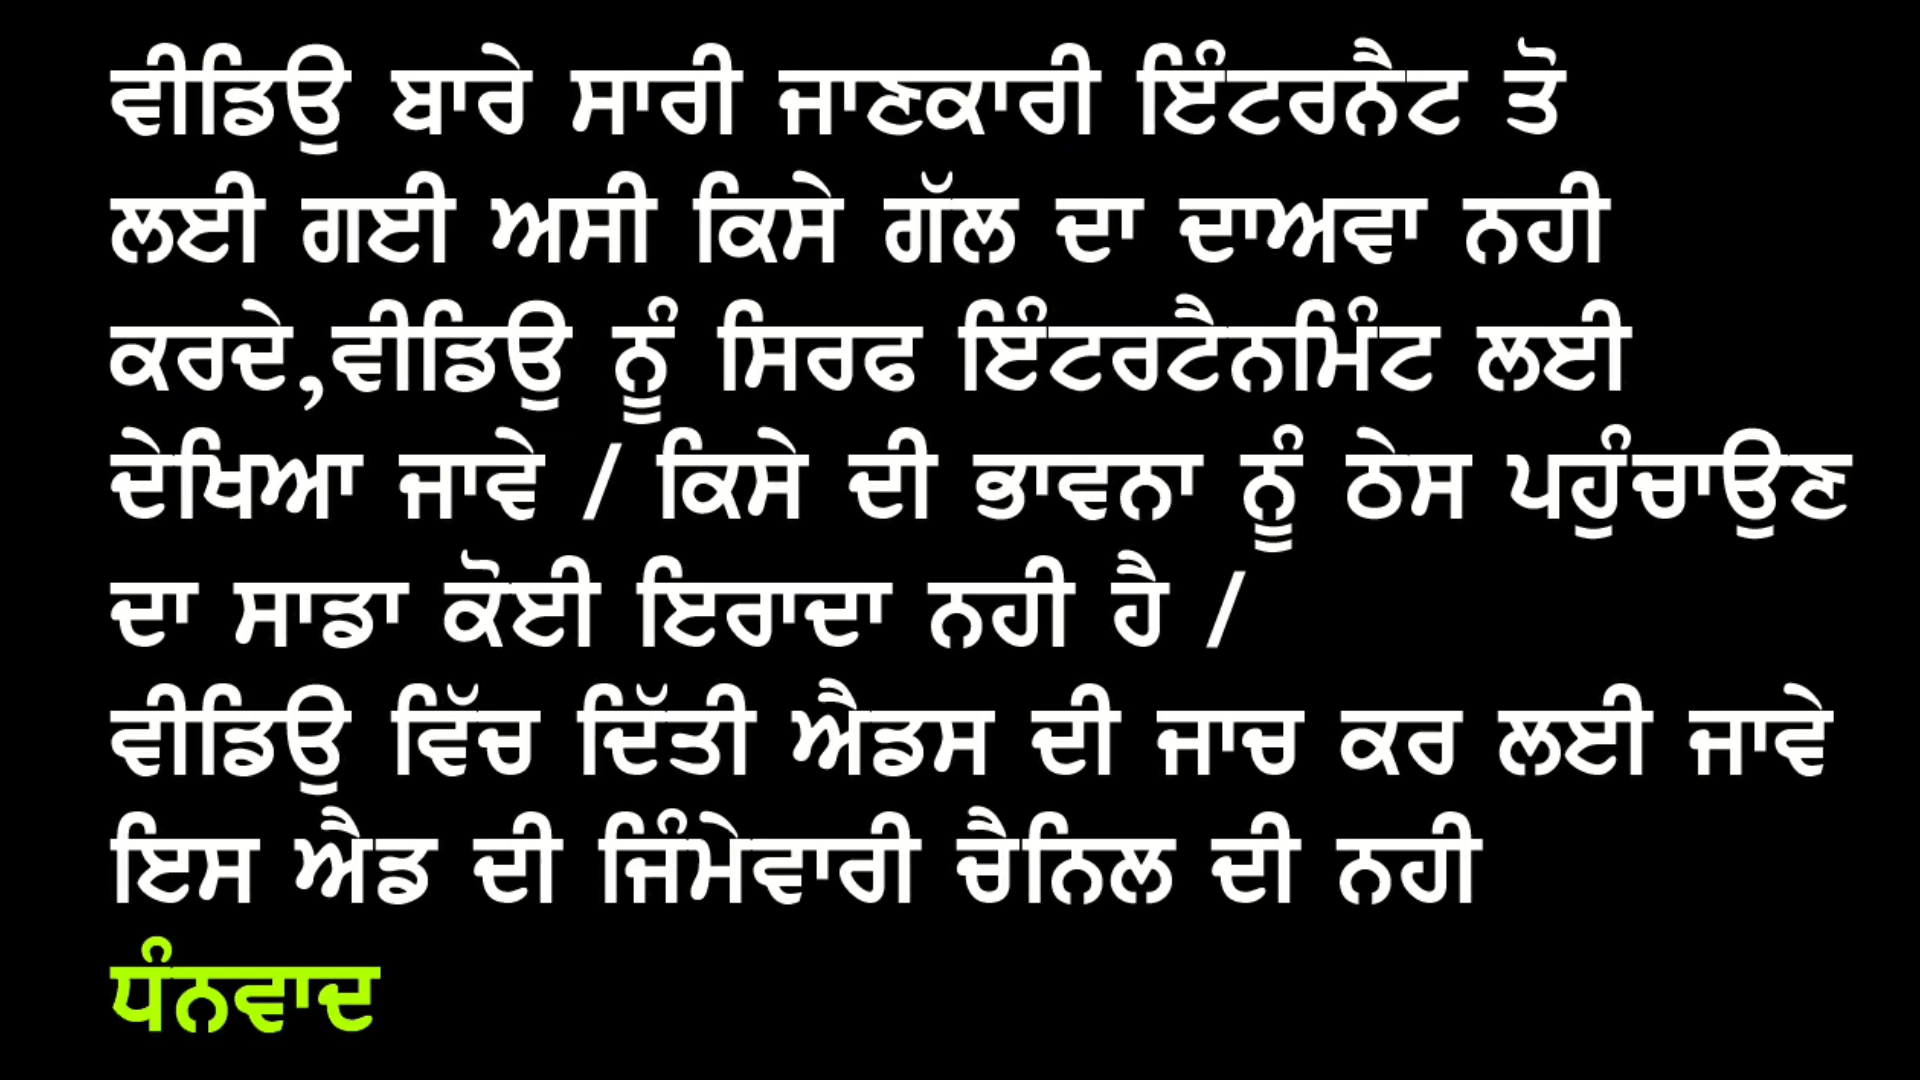 ਵੀਡਿਉ ਬਾਰੇ ਸਾਰੀ ਜਾਣਕਾਰੀ ਇੰਟਰਨੈਟ ਤੋ
ਲਈ ਗਈ ਅਸੀ ਕਿਸੇ ਗੱਲ ਦਾ ਦਾਅਵਾ ਨਹੀ
ਕਰਦੇ,ਵੀਡਿਉ ਨੂੰ ਸਿਰਫ ਇੰਟਰਟੈਨਮਿੰਟ ਲਈ
ਦੇਖਿਆ ਜਾਵੇ / ਕਿਸੇ ਦੀ ਭਾਵਨਾ ਨੂੰ ਠੇਸ ਪਹੁੰਚਾਉਣ
ਦਾ ਸਾਡਾ ਕੋਈ ਇਰਾਦਾ ਨਹੀ ਹੈ /
ਵੀਡਿਉ ਵਿੱਚ ਦਿੱਤੀ ਐਡਸ ਦੀ ਜਾਚ ਕਰ ਲਈ ਜਾਵੇ
ਇਸ ਐਡ ਦੀ ਜਿੰਮੇਵਾਰੀ ਚੈਨਿਲ ਦੀ ਨਹੀ
ਧੰਨਵਾਦ